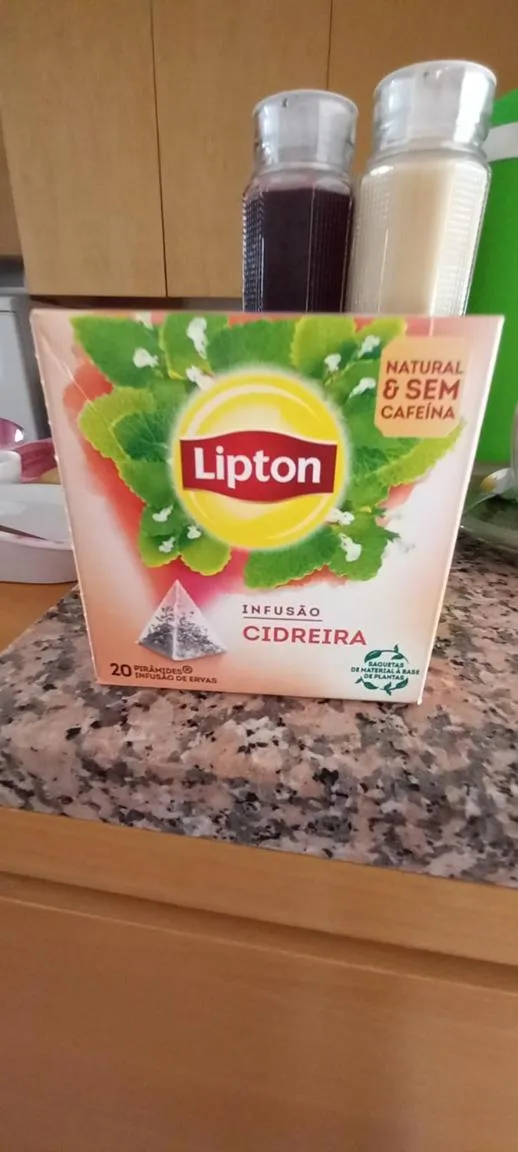 NATURAL
& SEM
CAFEÍNA
Lipton
INFUSÃO
CIDREIRA
20 PIRÂMIDES®
INFUSÃO DE ERVAS
SAQUETAS
DE MATERIAL À BASE
DE PLANTAS